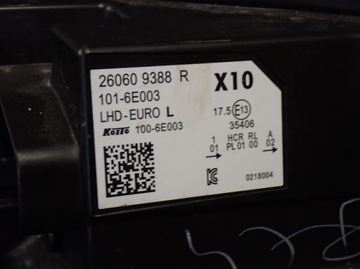 26060 9388 R X10
101-6E003
LHD-EURO L 17.5 E13
KOITO 100-6E003 35406
1 HCR RL A
01 PL 01 00 02
0218004